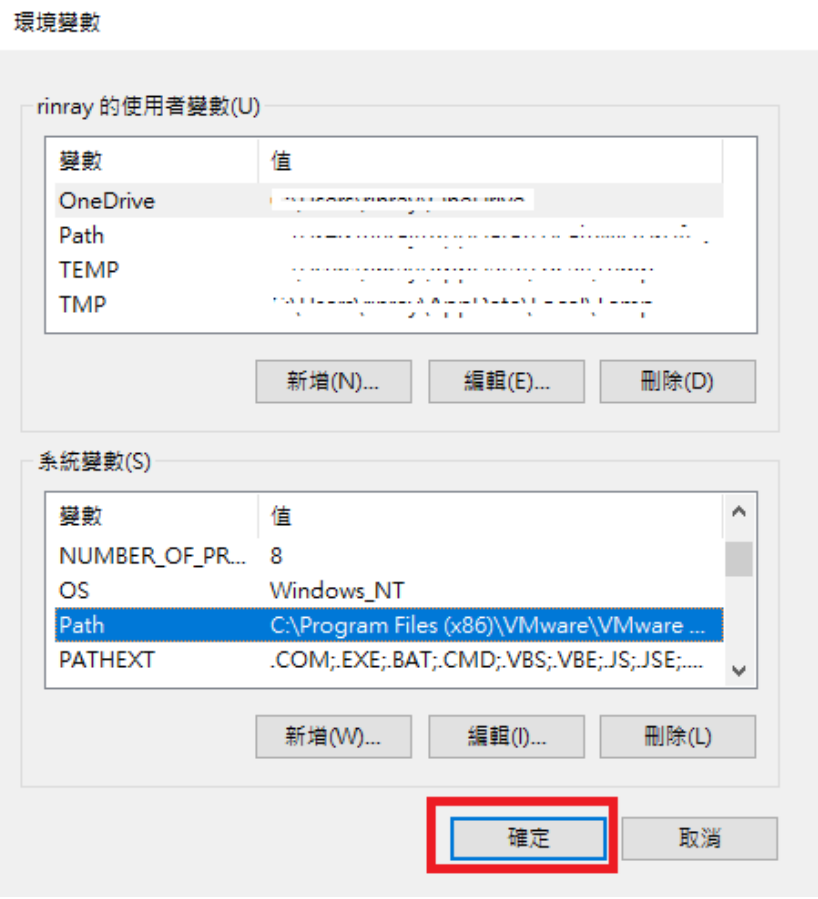 環境變數
rinray 的使用者變數(U)
變數 值
OneDrive
Path
TEMP
TMP
新增(N)... 編輯(E)... 刪除(D)
系統變數(S)
變數 值
NUMBER_OF_PR... 8
OS Windows_NT
Path C:\Program Files (x86)\VMware\VMware ...
PATHEXT .COM;.EXE;.BAT;.CMD;.VBS;.VBE;.JS;.JSE;....
新增(W)... 編輯(I)... 刪除(L)
確定 取消